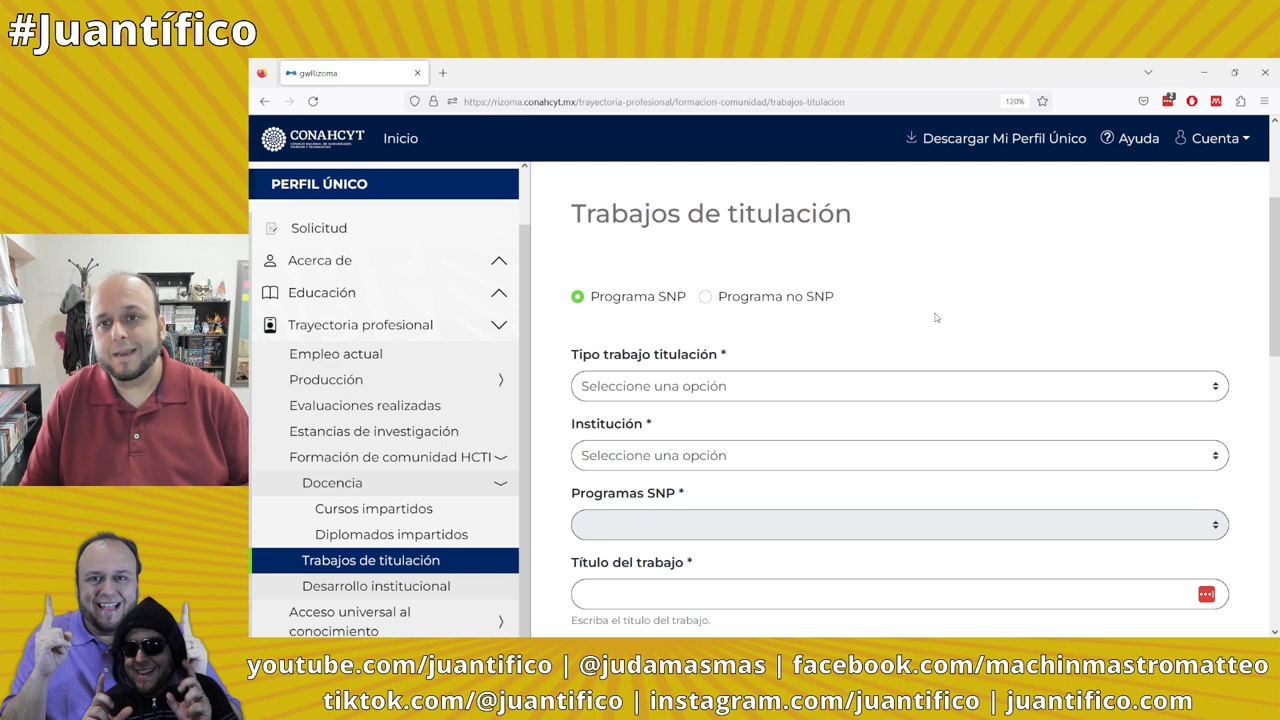 #Juantífico
gwRizoma
https://rizoma.conahcyt.mx/trayectoria-profesional/formacion-comunidad/trabajos-titulacion
120%
2
CONAHCYT
Inicio
Descargar Mi Perfil Único
Ayuda
Cuenta
PERFIL ÚNICO
Solicitud
Acerca de
Educación
Trayectoria profesional
Empleo actual
Producción
Evaluaciones realizadas
Estancias de investigación
Formación de comunidad HCTI
Docencia
Cursos impartidos
Diplomados impartidos
Trabajos de titulación
Desarrollo institucional
Acceso universal al
conocimiento
Trabajos de titulación
Programa SNP
Programa no SNP
Tipo trabajo titulación *
Seleccione una opción
Institución *
Seleccione una opción
Programas SNP *
Título del trabajo *
Escriba el título del trabajo.
youtube.com/juantifico | @judamasmas | facebook.com/machinmastromatteo
tiktok.com/@juantifico | instagram.com/juantifico | juantifico.com